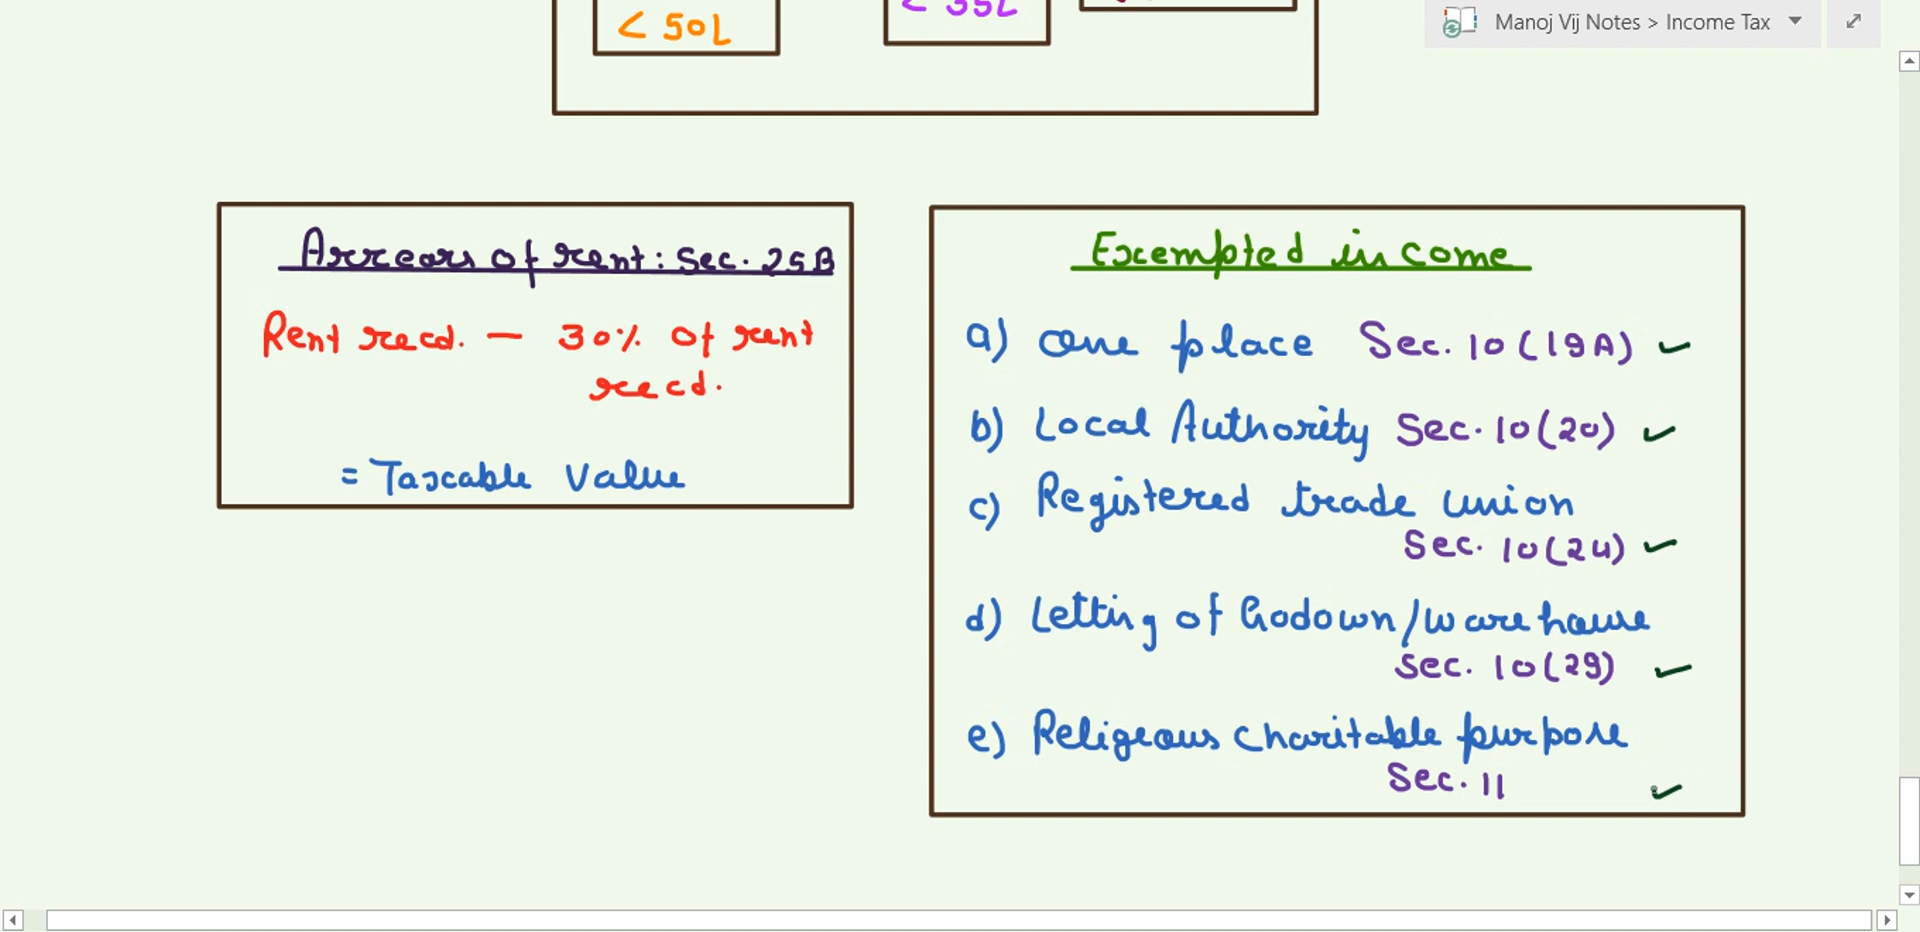 < 50L
< 35L
Manoj Vij Notes > Income Tax
Arrears of rent: Sec. 25B
Rent recd. — 30% of rent
recd.
= Taxable Value
Exempted income
a) one place Sec. 10(19A) ✓
b) Local Authority Sec. 10(20) ✓
c) Registered trade union
Sec. 10(24) ✓
d) Letting of Godown/warehouse
Sec. 10(29) ✓
e) Religeous charitable purpose
Sec. 11 ✓